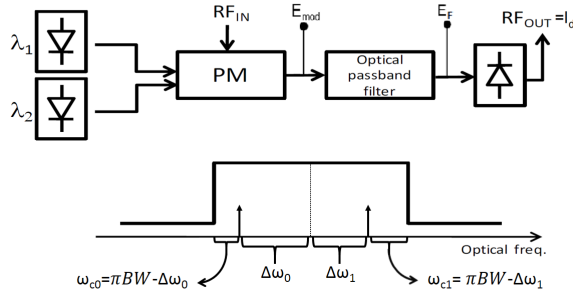 λ1
λ2
RFIN
PM
Emod
Optical
passband
filter
EF
RFOUT =Id
Optical freq.
Δω0
Δω1
ωc0=πBW-Δω0
ωc1= πBW-Δω1